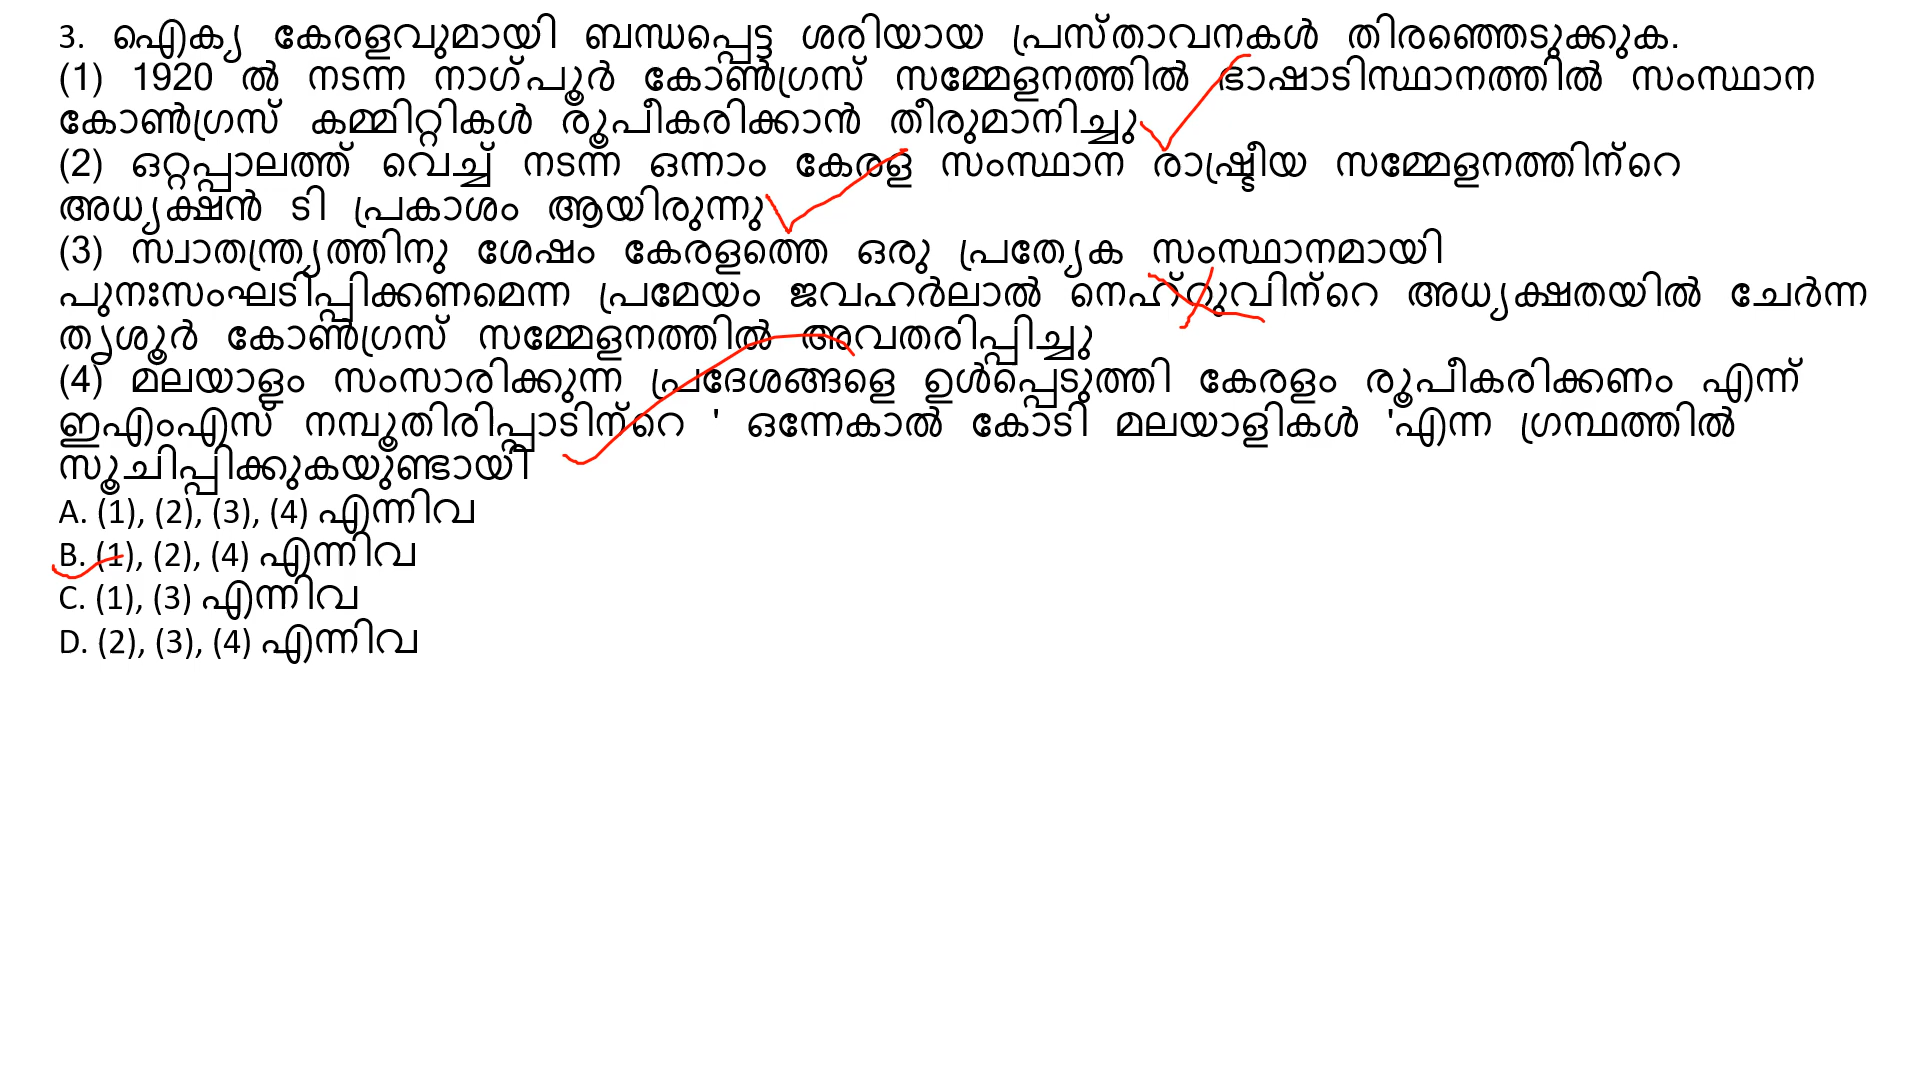 3. ഐക്യ കേരളവുമായി ബന്ധപ്പെട്ട ശരിയായ പ്രസ്താവനകൾ തിരഞ്ഞെടുക്കുക.
(1) 1920 ൽ നടന്ന നാഗ്പൂർ കോൺഗ്രസ് സമ്മേളനത്തിൽ ഭാഷാടിസ്ഥാനത്തിൽ സംസ്ഥാന
കോൺഗ്രസ് കമ്മിറ്റികൾ രൂപീകരിക്കാൻ തീരുമാനിച്ചു
(2) ഒറ്റപ്പാലത്ത് വെച്ച് നടന്ന ഒന്നാം കേരള സംസ്ഥാന രാഷ്ട്രീയ സമ്മേളനത്തിന്റെ
അധ്യക്ഷൻ ടി പ്രകാശം ആയിരുന്നു
(3) സ്വാതന്ത്ര്യത്തിനു ശേഷം കേരളത്തെ ഒരു പ്രത്യേക സംസ്ഥാനമായി
പുനഃസംഘടിപ്പിക്കണമെന്ന പ്രമേയം ജവഹർലാൽ നെഹ്റുവിന്റെ അധ്യക്ഷതയിൽ ചേർന്ന
തൃശൂർ കോൺഗ്രസ് സമ്മേളനത്തിൽ അവതരിപ്പിച്ചു
(4) മലയാളം സംസാരിക്കുന്ന പ്രദേശങ്ങളെ ഉൾപ്പെടുത്തി കേരളം രൂപീകരിക്കണം എന്ന്
ഇഎംഎസ് നമ്പൂതിരിപ്പാടിന്റെ ' ഒന്നേകാൽ കോടി മലയാളികൾ 'എന്ന ഗ്രന്ഥത്തിൽ
സൂചിപ്പിക്കുകയുണ്ടായി
A. (1), (2), (3), (4) എന്നിവ
B. (1), (2), (4) എന്നിവ
C. (1), (3) എന്നിവ
D. (2), (3), (4) എന്നിവ